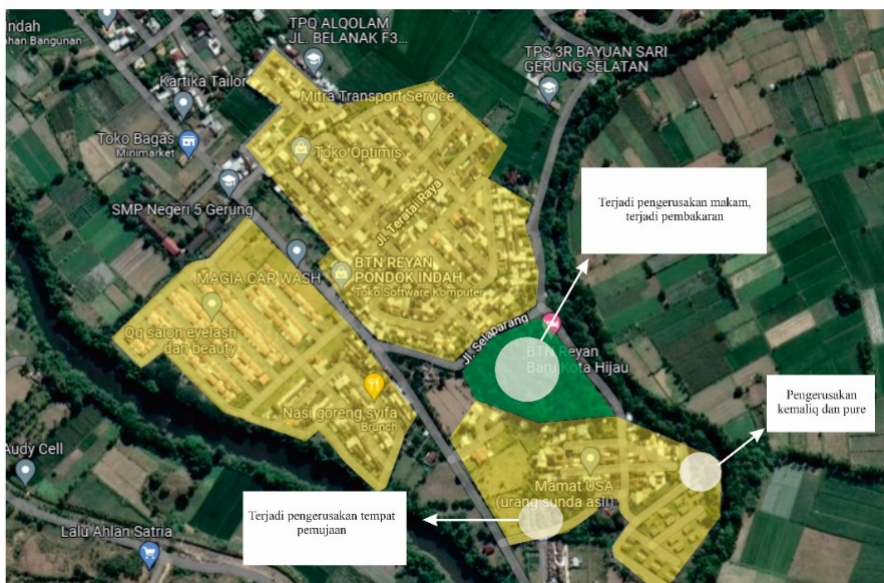 Indah
ahan Bangunan
TPQ ALQOLAM
JL. BELANAK F3...
TPS 3R BAYUAN SARI
GERUNG SELATAN
Kartika Tailor
Mitra Transport Service
Toko Bagas
Minimarket
Toko Optimis
SMP Negeri 5 Gerung
Jl. Teratai Raya
Terjadi pengerusakan makam,
terjadi pembakaran
MAGIA CAR WASH
BTN REYAN
PONDOK INDAH
Toko Software Komputer
Qq salon eyelash
dan beauty
Jl. Selaparang
BTN Reyan
Baru Kota Hijau
Nasi goreng syifa
Brunch
Pengerusakan
kemaliq dan pure
Audy Cell
Mamat USA
(urang sunda asli)
Terjadi pengerusakan tempat
pemujaan
Lalu Ahlan Satria